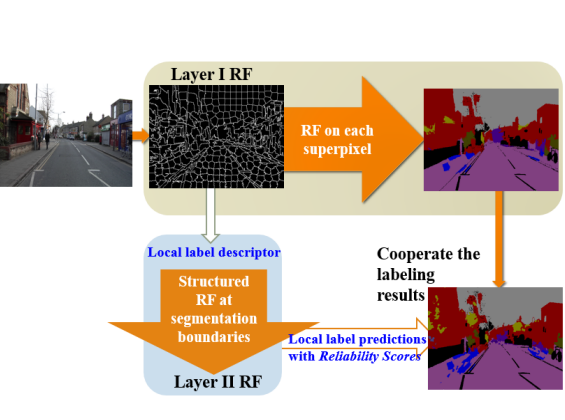 Layer I RF
RF on each
superpixel
Local label descriptor
Structured
RF at
segmentation
boundaries
Layer II RF
Cooperate the
labeling
results
Local label predictions
with Reliability Scores